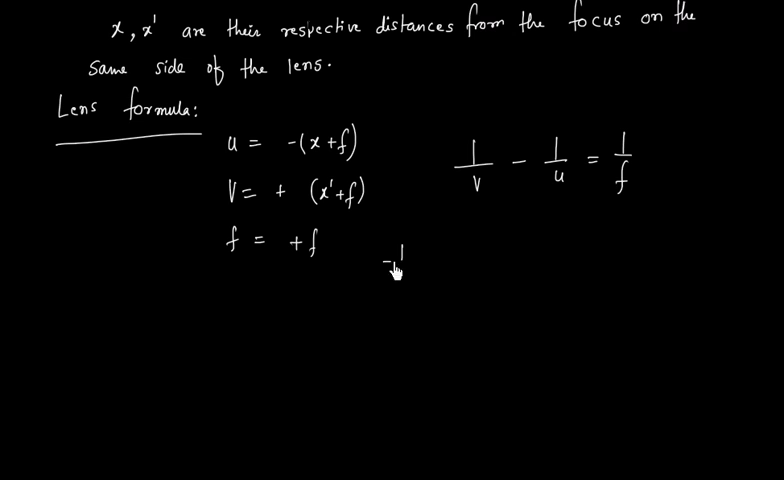 x, x' are their respective distances from the focus on the
same side of the lens.
Lens formula:
u = -(x+f)
1/v - 1/u = 1/f
v = + (x'+f)
f = +f
-1